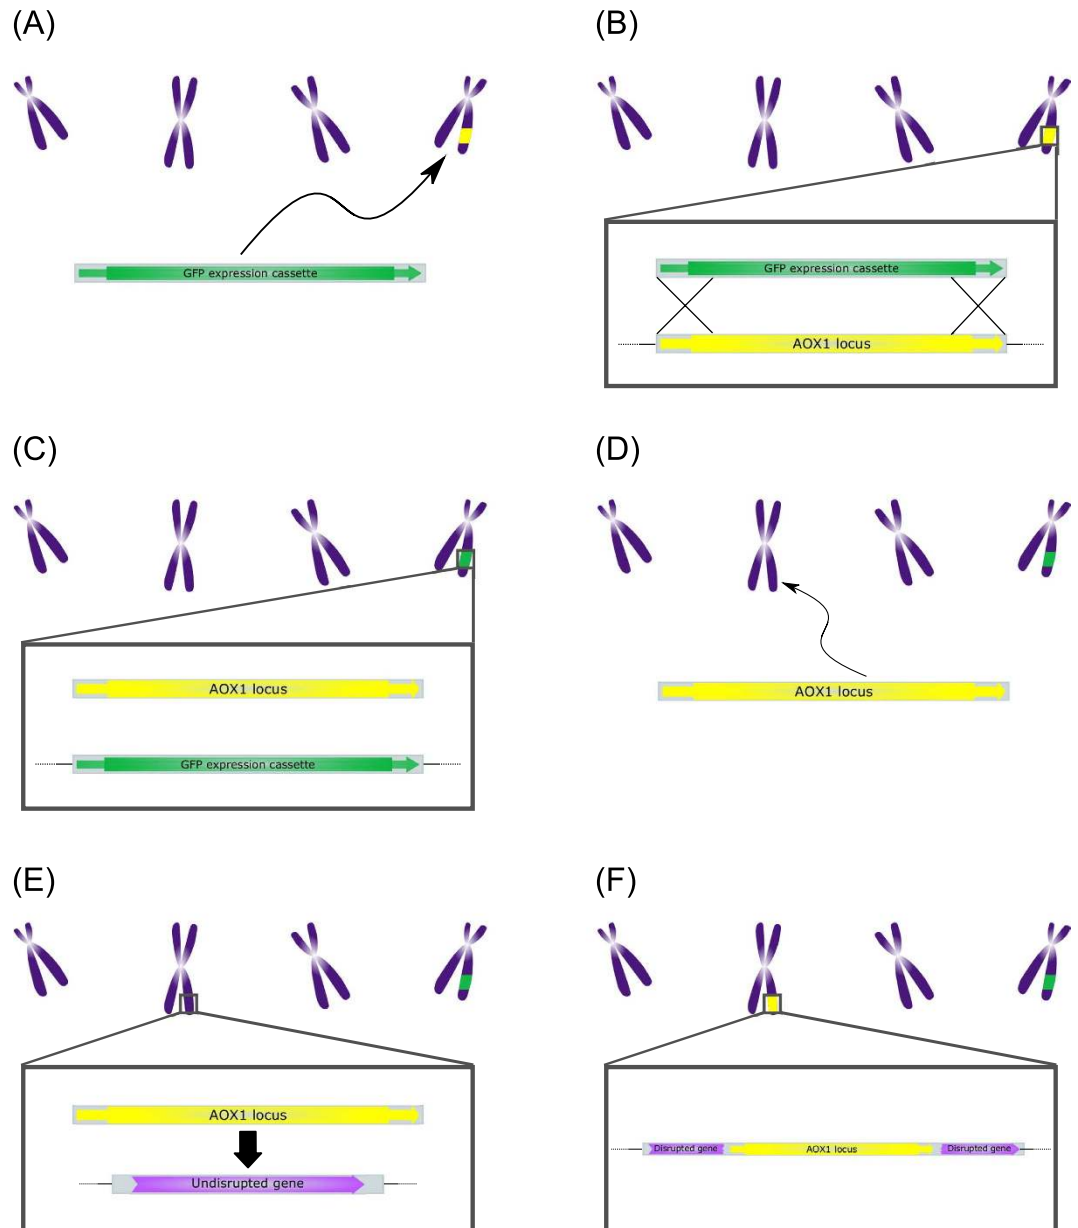 (A)
(B)
GFP expression cassette
GFP expression cassette
AOX1 locus
(C)
(D)
AOX1 locus
AOX1 locus
GFP expression cassette
(E)
(F)
AOX1 locus
Undisrupted gene
Disrupted gene
AOX1 locus
Disrupted gene